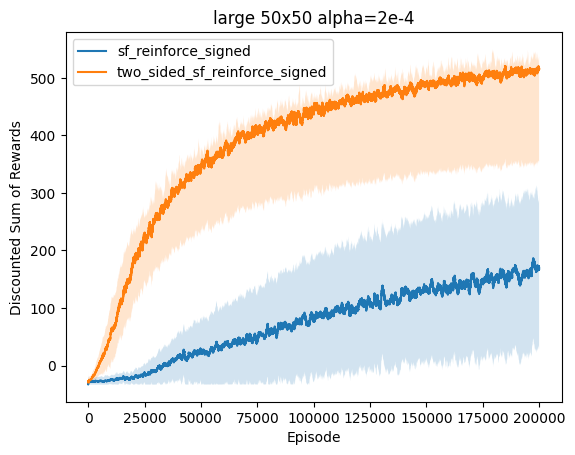 large 50x50 alpha=2e-4
sf_reinforce_signed
two_sided_sf_reinforce_signed
Discounted Sum of Rewards
500
400
300
200
100
0
0 25000 50000 75000 100000 125000 150000 175000 200000
Episode